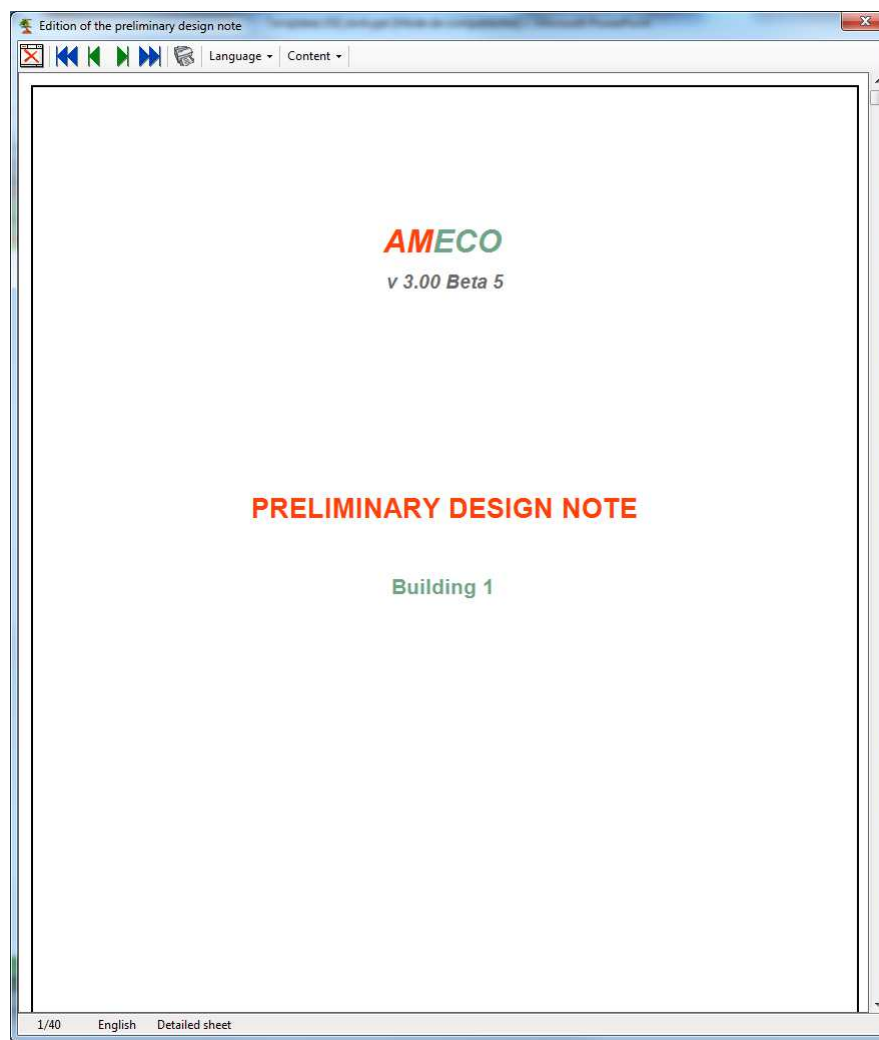 Edition of the preliminary design note
Language Content
AMECO
v 3.00 Beta 5
PRELIMINARY DESIGN NOTE
Building 1
1/40 English Detailed sheet